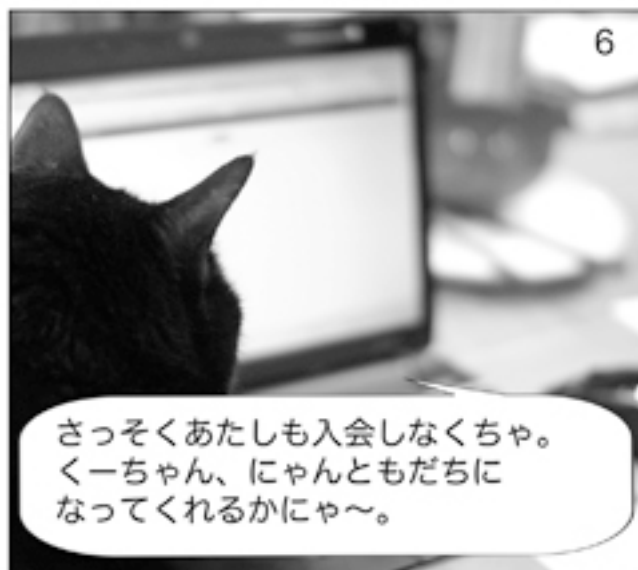 6
さっそくあたしも入会しなくちゃ。
くーちゃん、にゃんともだちに
なってくれるかにゃ〜。